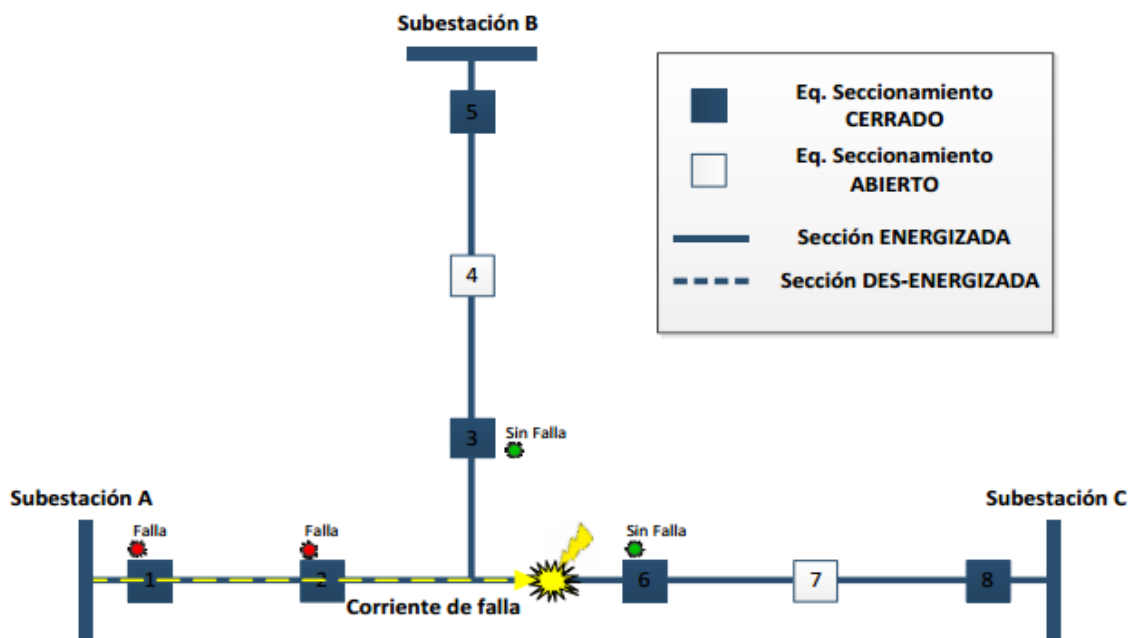 Subestación B
5
Eq. Seccionamiento
CERRADO
Eq. Seccionamiento
ABIERTO
Sección ENERGIZADA
Sección DES-ENERGIZADA
4
3
Sin Falla
Subestación A
Subestación C
Falla
Falla
Sin Falla
1
2
6
7
8
Corriente de falla